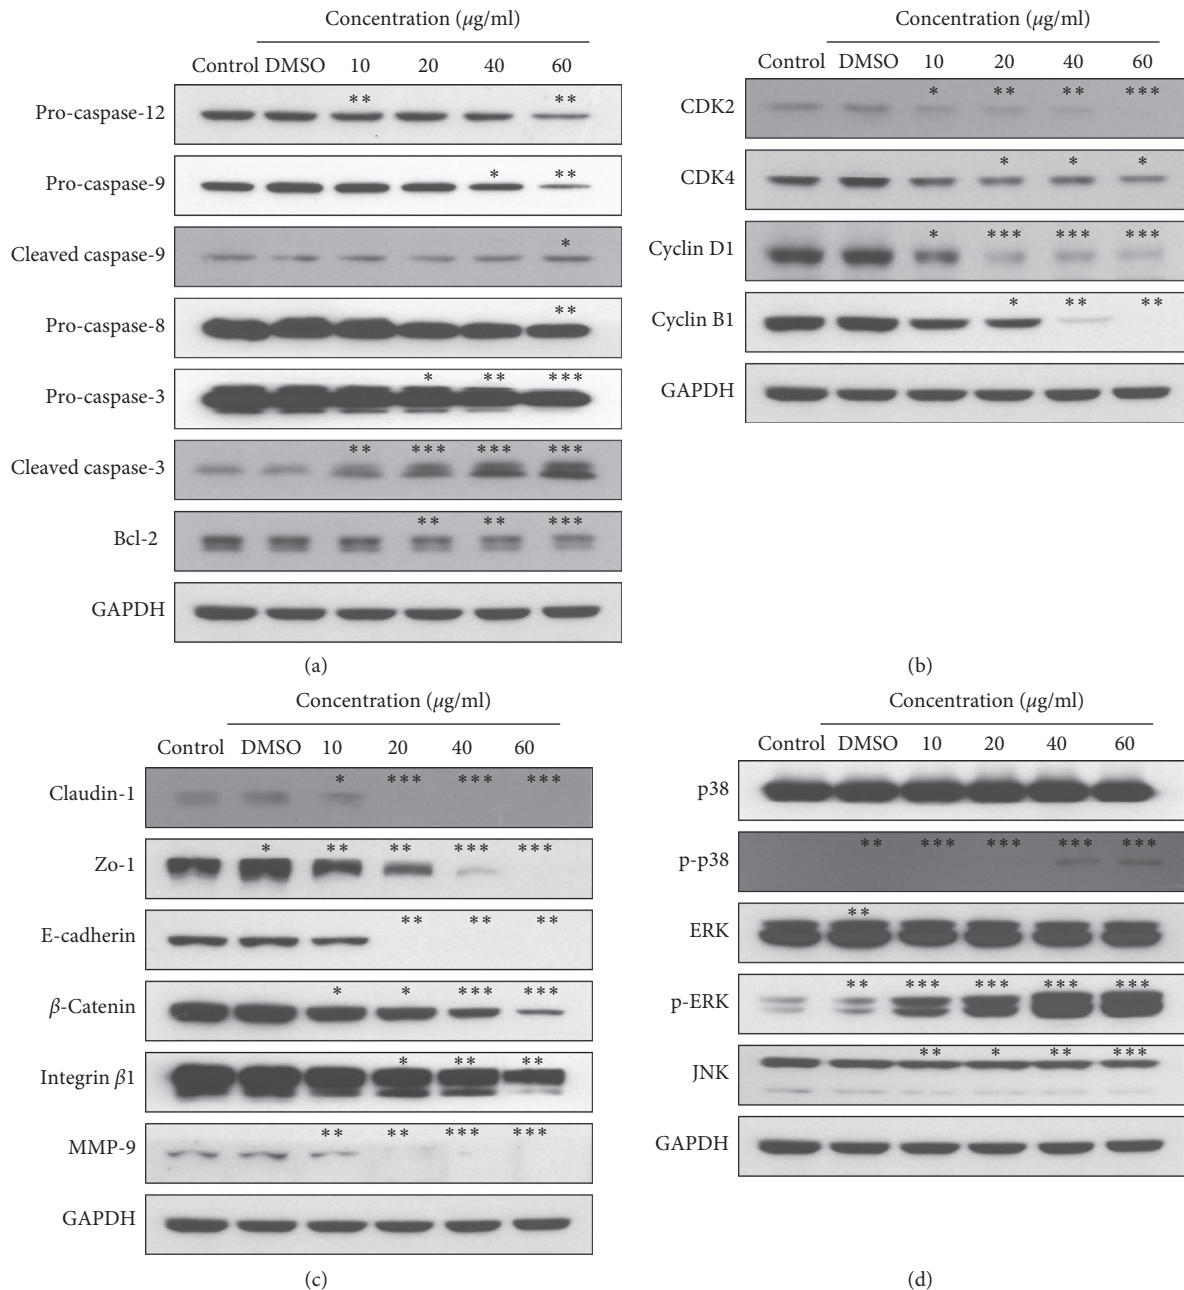 Concentration (μg/ml)
Control DMSO 10 20 40 60
Pro-caspase-12 ** **
Pro-caspase-9 * **
Cleaved caspase-9 *
Pro-caspase-8 **
Pro-caspase-3 * ** ***
Cleaved caspase-3 ** *** *** ***
Bcl-2 ** ** ***
GAPDH
(a)
Concentration (μg/ml)
Control DMSO 10 20 40 60
CDK2 * ** ** ***
CDK4 * * *
Cyclin D1 * *** *** ***
Cyclin B1 * ** **
GAPDH
(b)
Concentration (μg/ml)
Control DMSO 10 20 40 60
Claudin-1 * *** *** ***
Zo-1 * ** ** *** ***
E-cadherin ** ** **
β-Catenin * * *** ***
Integrin β1 * ** **
MMP-9 ** ** *** ***
GAPDH
(c)
Concentration (μg/ml)
Control DMSO 10 20 40 60
p38
p-p38 ** *** *** *** ***
ERK **
p-ERK ** *** *** *** ***
JNK ** * ** ***
GAPDH
(d)